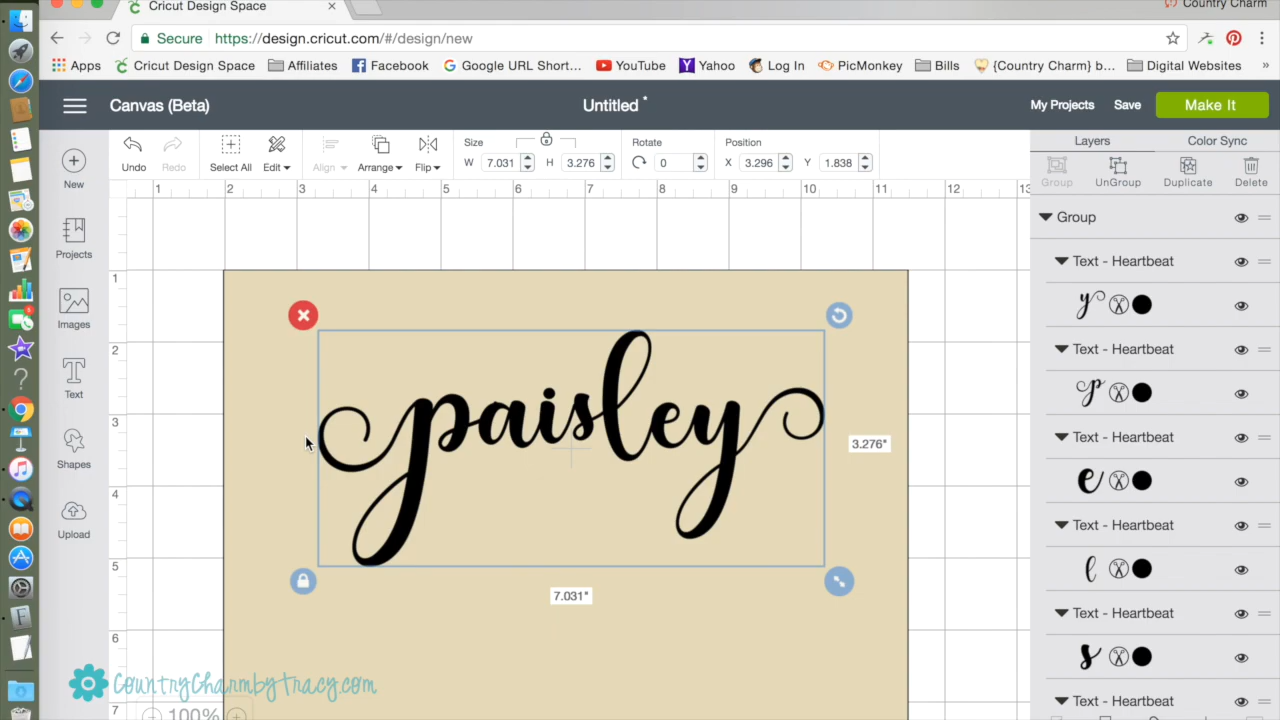 Cricut Design Space
Country Charm
Secure https://design.cricut.com/#/design/new
Apps Cricut Design Space Affiliates Facebook Google URL Short... YouTube Yahoo Log In PicMonkey Bills {Country Charm} b... Digital Websites »
Canvas (Beta) Untitled * My Projects Save Make It
Undo Redo Select All Edit Align Arrange Flip
Size W 7.031 H 3.276
Rotate 0
Position X 3.296 Y 1.838
Layers Color Sync
Group UnGroup Duplicate Delete
New
Projects
Images
Text
Shapes
Upload
1 2 3 4 5 6 7 8 9 10 11 12 13
1
2
3
4
5
6
7
paisley
3.276"
7.031"
Group
Text - Heartbeat
y
Text - Heartbeat
p
Text - Heartbeat
e
Text - Heartbeat
l
Text - Heartbeat
s
Text - Heartbeat
CountryCharmbyTracy.com
100%